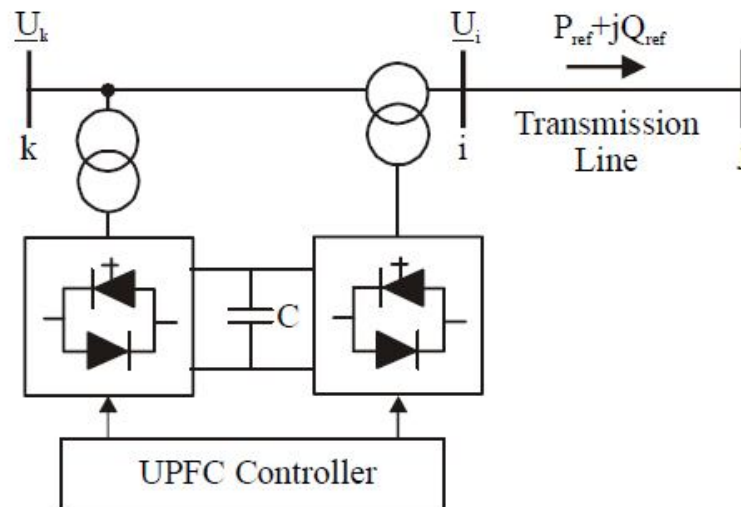 U_k
U_i
P_ref+jQ_ref
k
i
Transmission
Line
C
UPFC Controller